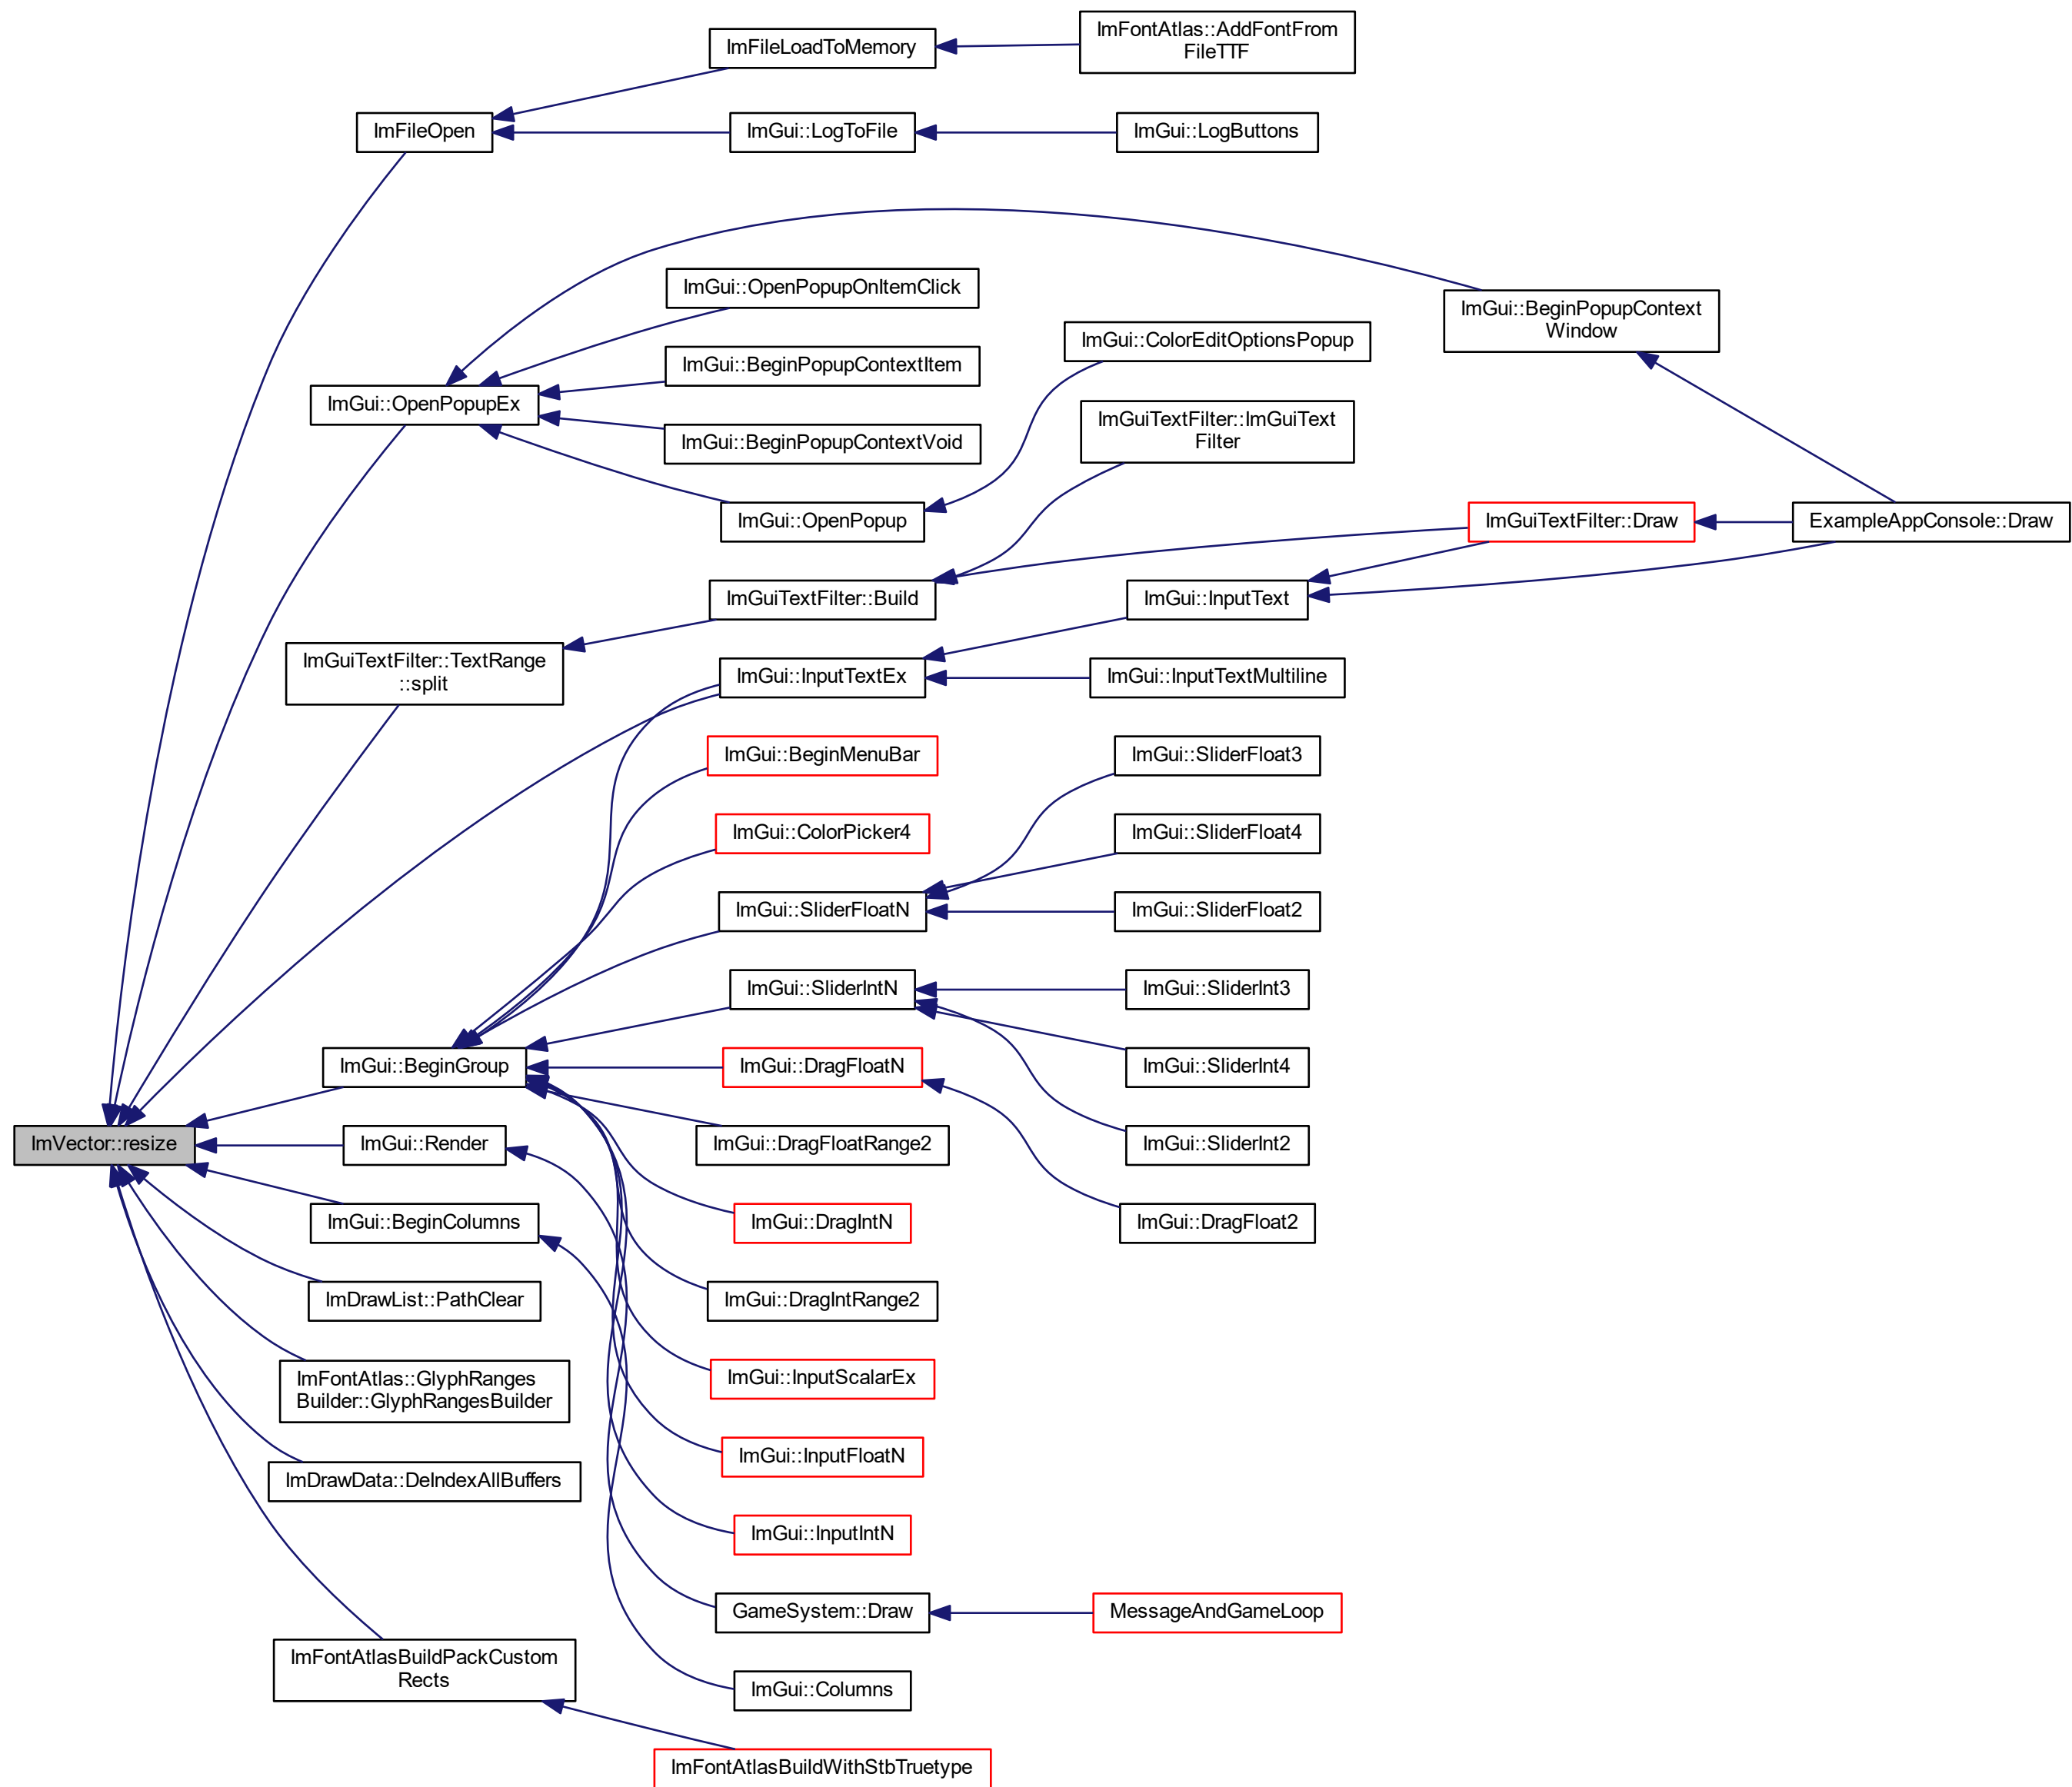 ImFontAtlas::AddFontFrom
FileTTF
ImFileLoadToMemory
ImFileOpen
ImGui::LogToFile
ImGui::LogButtons
ImGui::OpenPopupOnItemClick
ImGui::BeginPopupContext
Window
ImGui::ColorEditOptionsPopup
ImGui::BeginPopupContextItem
ImGui::OpenPopupEx
ImGuiTextFilter::ImGuiText
Filter
ImGui::BeginPopupContextVoid
ImGui::OpenPopup
ImGuiTextFilter::Draw
ExampleAppConsole::Draw
ImGuiTextFilter::Build
ImGui::InputText
ImGuiTextFilter::TextRange
::split
ImGui::InputTextEx
ImGui::InputTextMultiline
ImGui::BeginMenuBar
ImGui::SliderFloat3
ImGui::ColorPicker4
ImGui::SliderFloat4
ImGui::SliderFloatN
ImGui::SliderFloat2
ImGui::SliderIntN
ImGui::SliderInt3
ImGui::BeginGroup
ImGui::DragFloatN
ImGui::SliderInt4
ImVector::resize
ImGui::Render
ImGui::DragFloatRange2
ImGui::SliderInt2
ImGui::BeginColumns
ImGui::DragIntN
ImGui::DragFloat2
ImDrawList::PathClear
ImGui::DragIntRange2
ImFontAtlas::GlyphRanges
Builder::GlyphRangesBuilder
ImGui::InputScalarEx
ImDrawData::DeIndexAllBuffers
ImGui::InputFloatN
ImGui::InputIntN
GameSystem::Draw
MessageAndGameLoop
ImFontAtlasBuildPackCustom
Rects
ImGui::Columns
ImFontAtlasBuildWithStbTruetype